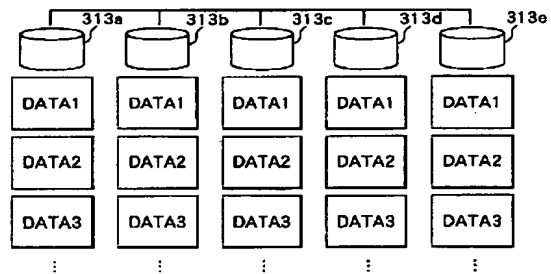 313a 313b 313c 313d 313e
DATA1 DATA1 DATA1 DATA1 DATA1
DATA2 DATA2 DATA2 DATA2 DATA2
DATA3 DATA3 DATA3 DATA3 DATA3
⋮ ⋮ ⋮ ⋮ ⋮